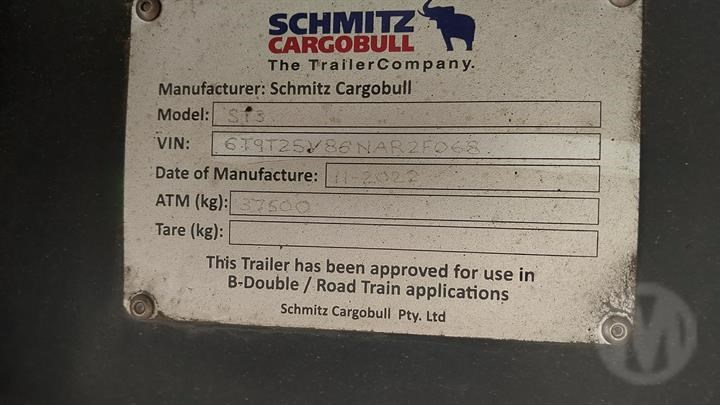 SCHMITZ
CARGOBULL
The TrailerCompany.
Manufacturer: Schmitz Cargobull
Model: ST3
VIN: 6T9T25V86NAR2F068
Date of Manufacture: 11-2022
ATM (kg): 37500
Tare (kg):
This Trailer has been approved for use in
B-Double / Road Train applications
Schmitz Cargobull Pty. Ltd
M